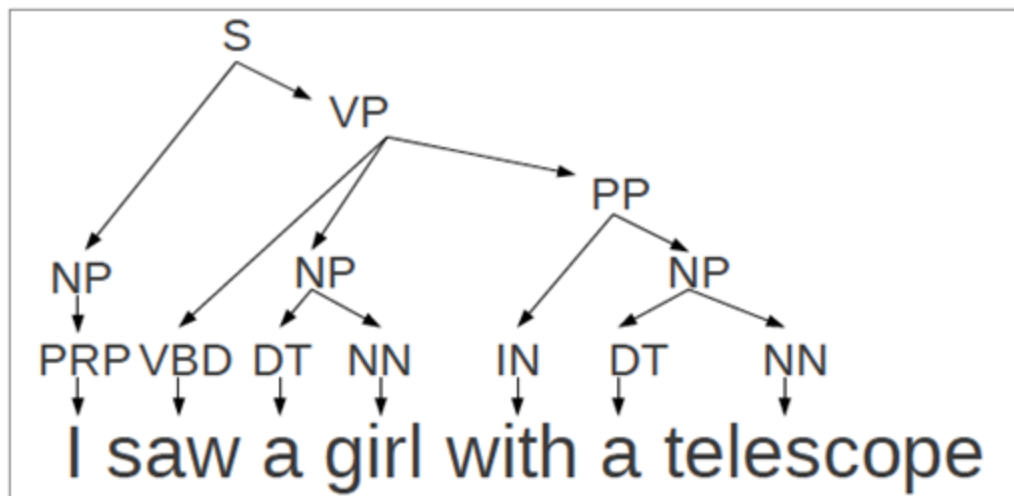 S
VP
PP
NP NP NP
PRP VBD DT NN IN DT NN
I saw a girl with a telescope